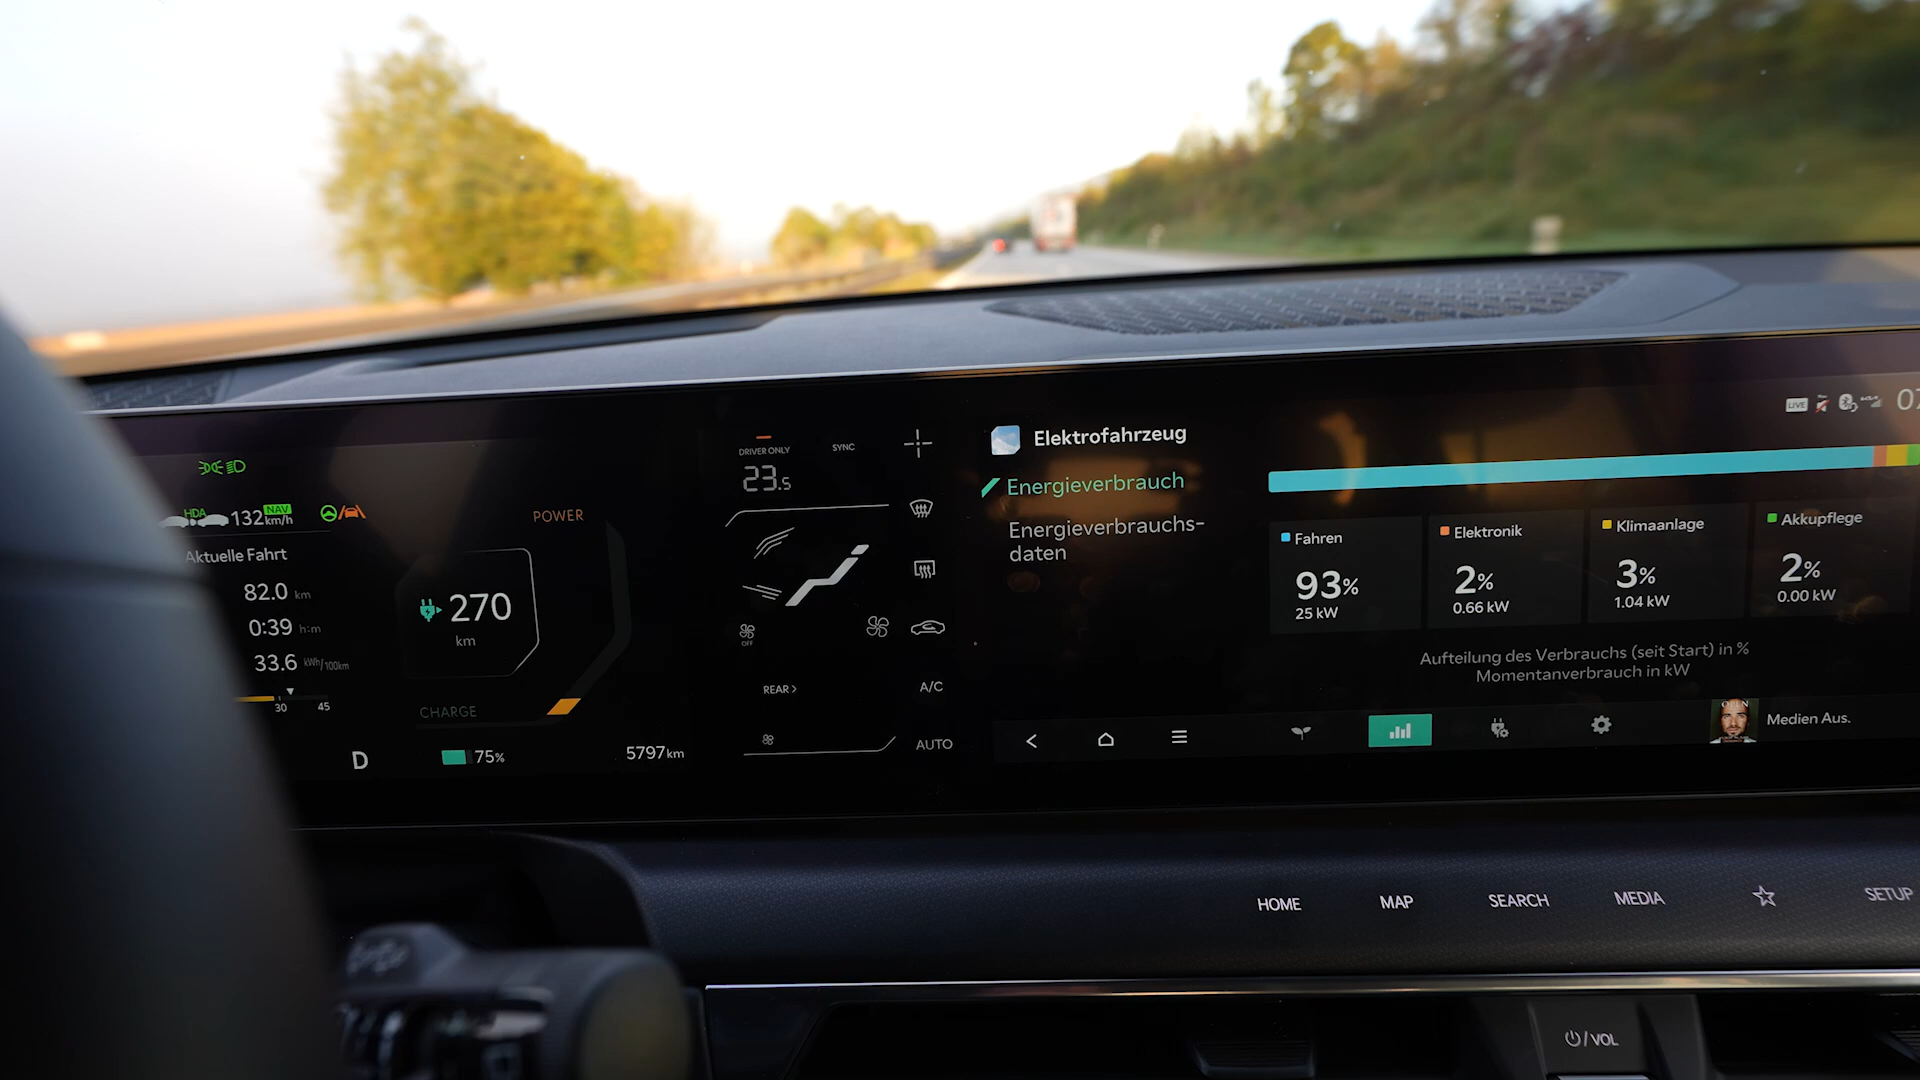 HDA
132 km/h
NAV
Aktuelle Fahrt
82.0 km
0:39 h:m
33.6 kWh/100km
30 45
D
75%
5797 km
POWER
270
km
CHARGE
DRIVER ONLY
23.5
SYNC
OFF
REAR >
A/C
AUTO
LIVE
Elektrofahrzeug
Energieverbrauch
Energieverbrauchs-
daten
Fahren
93%
25 kW
Elektronik
2%
0.66 kW
Klimaanlage
3%
1.04 kW
Akkupflege
2%
0.00 kW
Aufteilung des Verbrauchs (seit Start) in %
Momentanverbrauch in kW
OPEN
Medien Aus.
HOME MAP SEARCH MEDIA SETUP
/ VOL